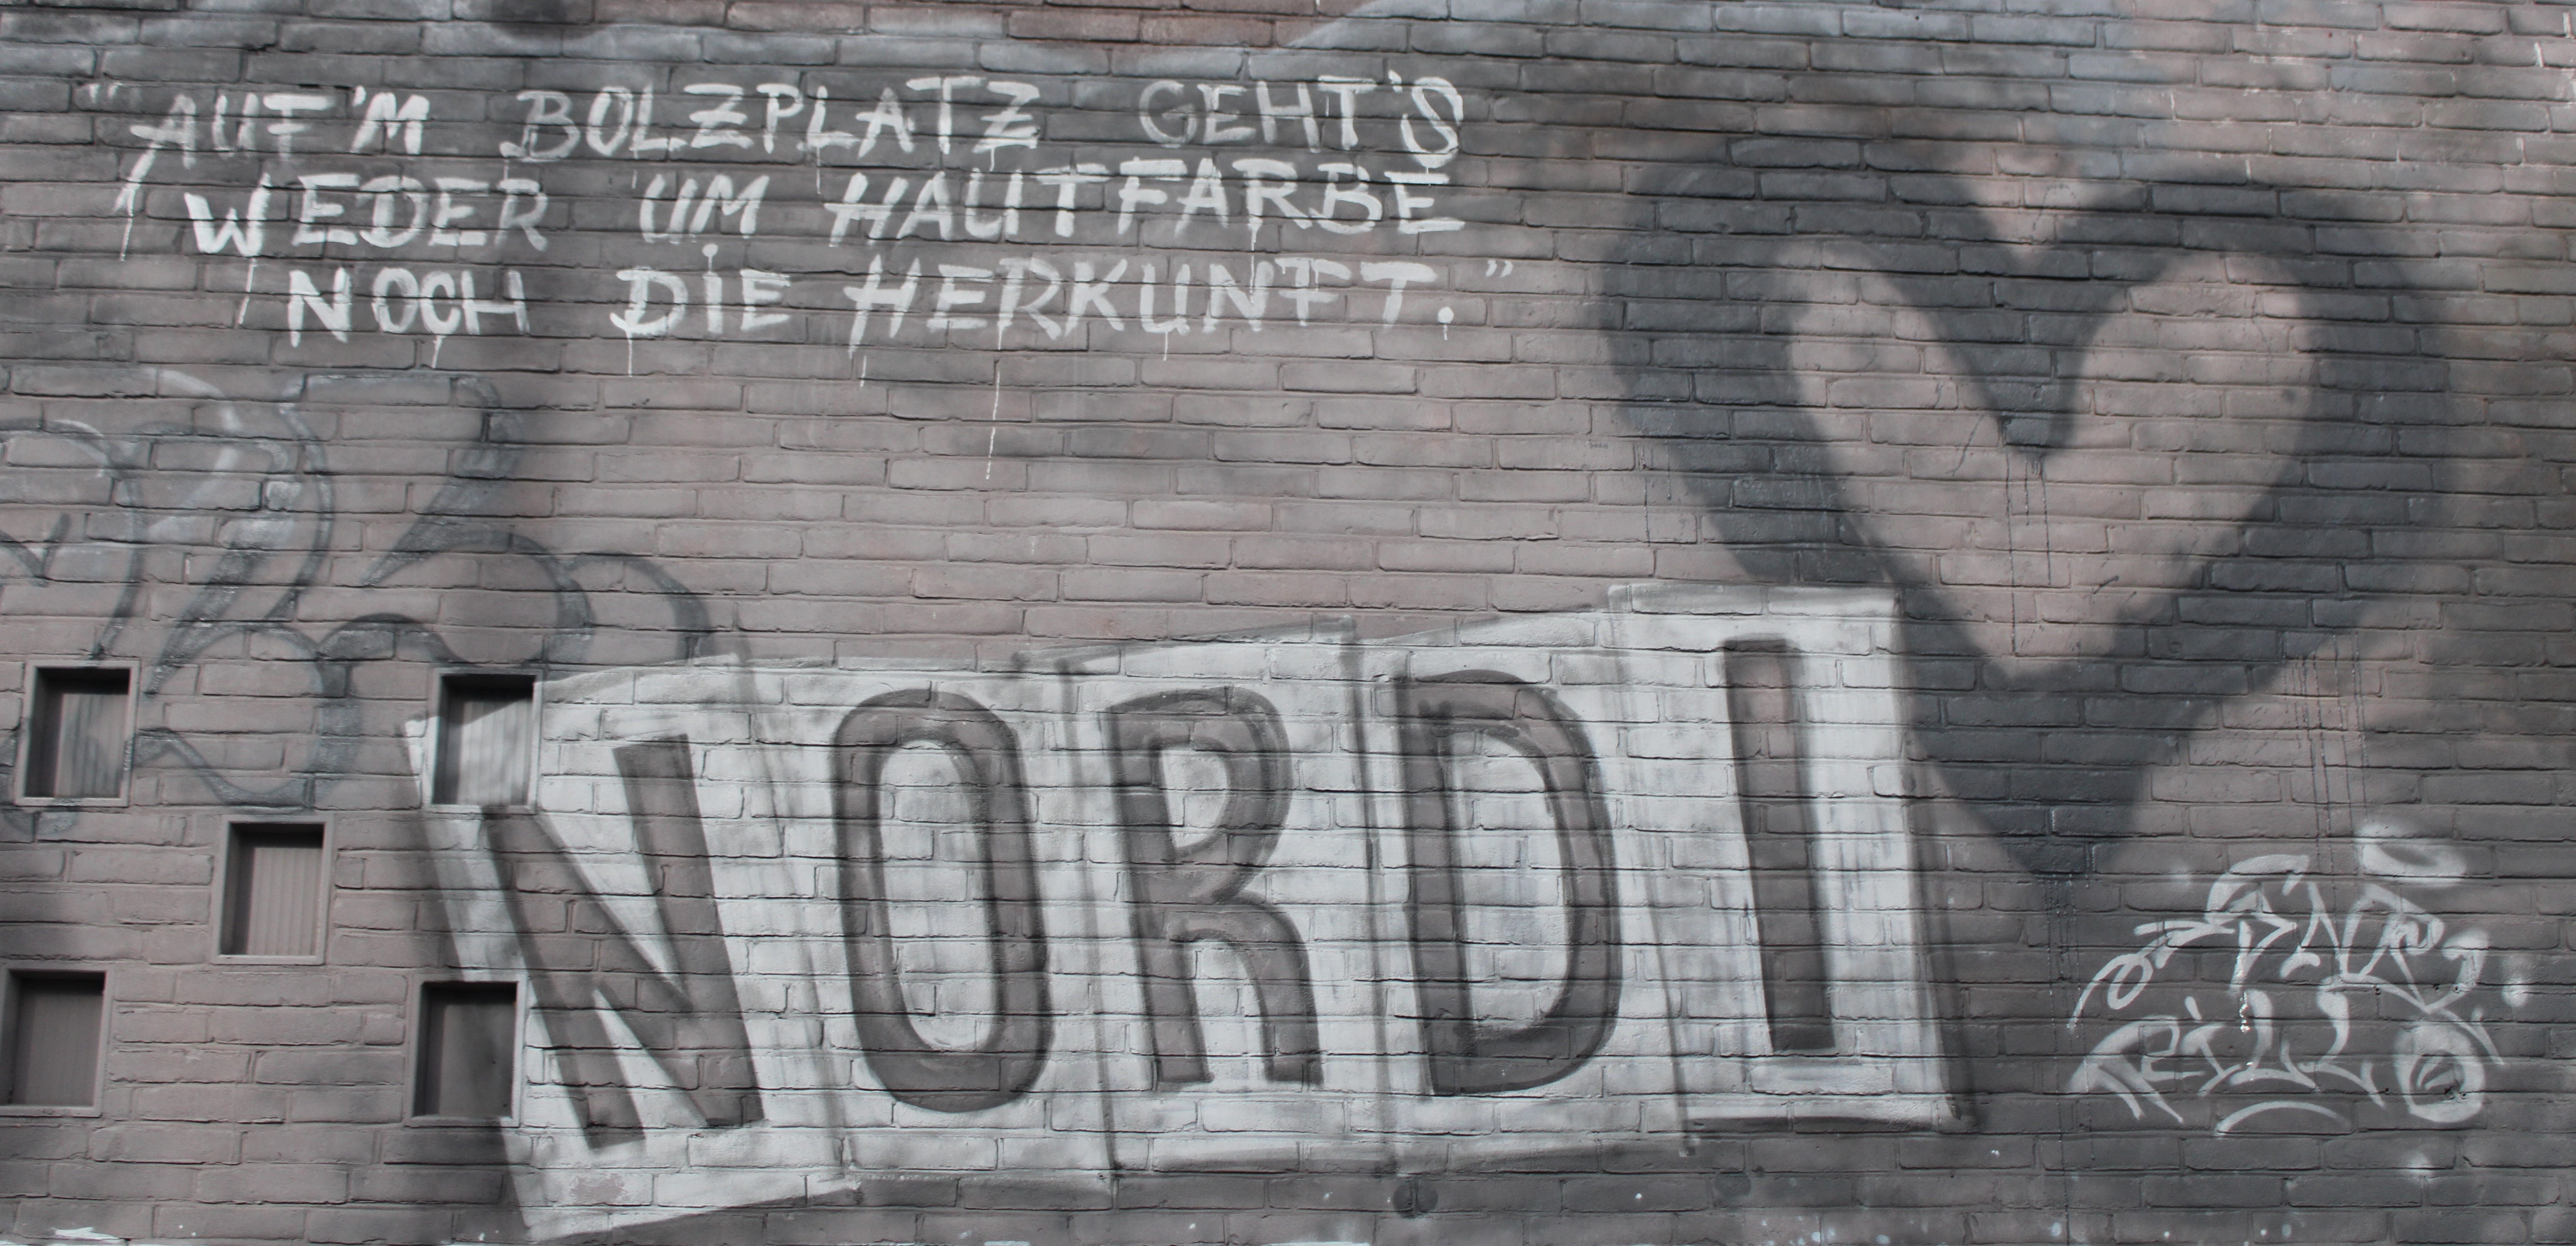 "AUF'M BOLZPLATZ GEHT'S
WEDER UM HAUTFARBE
NOCH DIE HERKUNFT."
NORDI